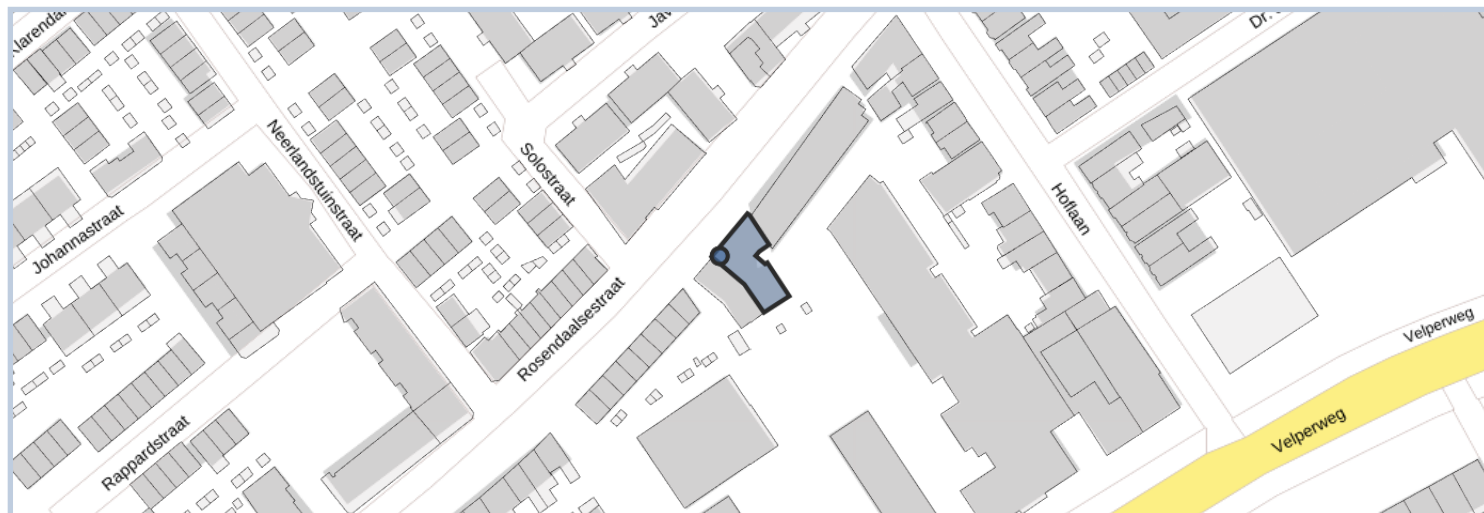 Hoflaan
Solostraat
Neerlandstuinstraat
Johannastraat
Rosendaalsestraat
Velperweg
Velperweg
Rappardstraat